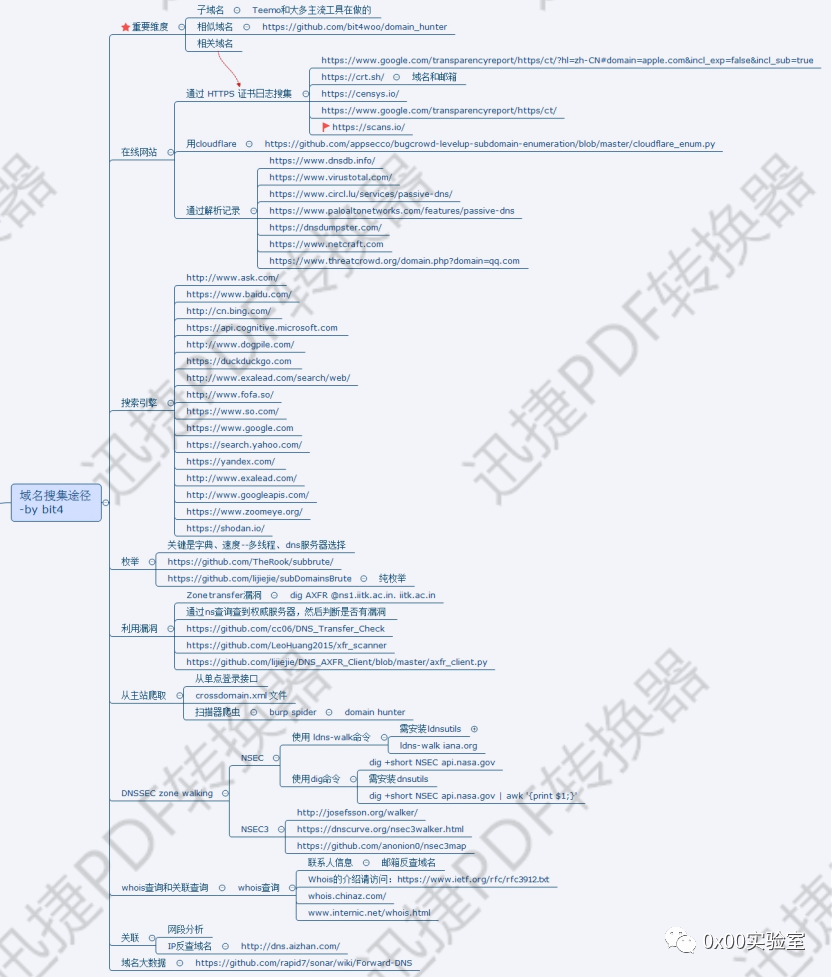 子域名
Teemo和大多主流工具在做的
重要维度
相似域名
https://github.com/bit4woo/domain_hunter
相关域名
https://www.google.com/transparencyreport/https/ct/?hl=zh-CN#domain=apple.com&incl_exp=false&incl_sub=true
https://crt.sh/
域名和邮箱
通过 HTTPS 证书日志搜集
https://censys.io/
https://www.google.com/transparencyreport/https/ct/
https://scans.io/
在线网站
用cloudflare
https://github.com/appsecco/bugcrowd-levelup-subdomain-enumeration/blob/master/cloudflare_enum.py
https://www.dnsdb.info/
https://www.virustotal.com/
https://www.circl.lu/services/passive-dns/
通过解析记录
https://www.paloaltonetworks.com/features/passive-dns
https://dnsdumpster.com/
https://www.netcraft.com
https://www.threatcrowd.org/domain.php?domain=qq.com
http://www.ask.com/
https://www.baidu.com/
http://cn.bing.com/
https://api.cognitive.microsoft.com
http://www.dogpile.com/
https://duckduckgo.com
http://www.exalead.com/search/web/
http://www.fofa.so/
搜索引擎
https://www.so.com/
https://www.google.com
https://search.yahoo.com/
https://yandex.com/
http://www.exalead.com/
http://www.googleapis.com/
https://www.zoomeye.org/
https://shodan.io/
域名搜集途径
-by bit4
关键是字典、速度--多线程、dns服务器选择
枚举
https://github.com/TheRook/subbrute/
https://github.com/lijiejie/subDomainsBrute
纯枚举
Zonetransfer漏洞
dig AXFR @ns1.iitk.ac.in. iitk.ac.in
通过ns查询查到权威服务器，然后判断是否有漏洞
利用漏洞
https://github.com/cc06/DNS_Transfer_Check
https://github.com/LeoHuang2015/xfr_scanner
https://github.com/lijiejie/DNS_AXFR_Client/blob/master/axfr_client.py
从单点登录接口
从主站爬取
crossdomain.xml 文件
扫描器爬虫
burp spider
domain hunter
需安装ldnsutils
使用 ldns-walk命令
ldns-walk iana.org
NSEC
dig +short NSEC api.nasa.gov
使用dig命令
需安装dnsutils
dig +short NSEC api.nasa.gov | awk '{print $1;}'
DNSSEC zone walking
http://josefsson.org/walker/
NSEC3
https://dnscurve.org/nsec3walker.html
https://github.com/anonion0/nsec3map
联系人信息
邮箱反查域名
Whois的介绍请访问：https://www.ietf.org/rfc/rfc3912.txt
whois查询和关联查询
whois查询
whois.chinaz.com/
www.internic.net/whois.html
网段分析
关联
IP反查域名
http://dns.aizhan.com/
域名大数据
https://github.com/rapid7/sonar/wiki/Forward-DNS
迅捷PDF转换器
迅捷PDF转换器
迅捷PDF转换器
迅捷PDF转换器
0x00实验室